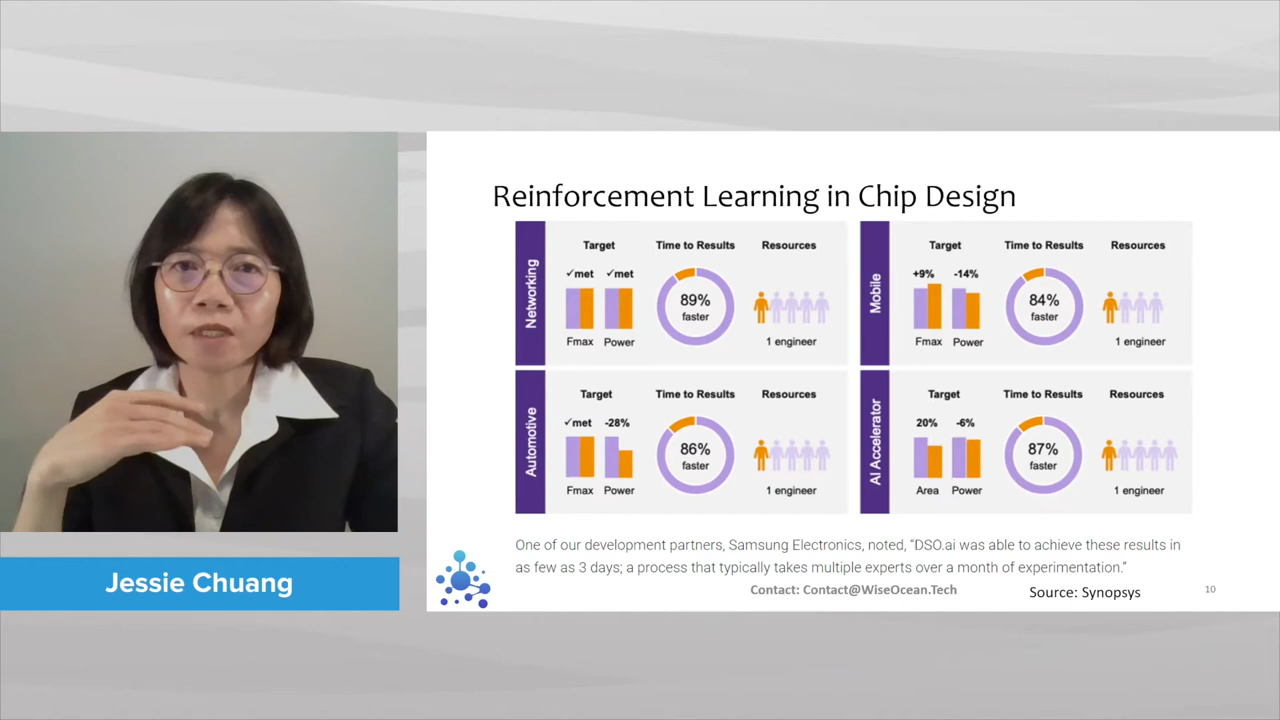 Jessie Chuang
Reinforcement Learning in Chip Design
Networking
Target
Time to Results
Resources
✓met ✓met
89%
faster
Fmax Power
1 engineer
Mobile
Target
Time to Results
Resources
+9% -14%
84%
faster
Fmax Power
1 engineer
Automotive
Target
Time to Results
Resources
✓met -28%
86%
faster
Fmax Power
1 engineer
AI Accelerator
Target
Time to Results
Resources
20% -6%
87%
faster
Area Power
1 engineer
One of our development partners, Samsung Electronics, noted, “DSO.ai was able to achieve these results in
as few as 3 days; a process that typically takes multiple experts over a month of experimentation.”
Contact: Contact@WiseOcean.Tech
Source: Synopsys
10